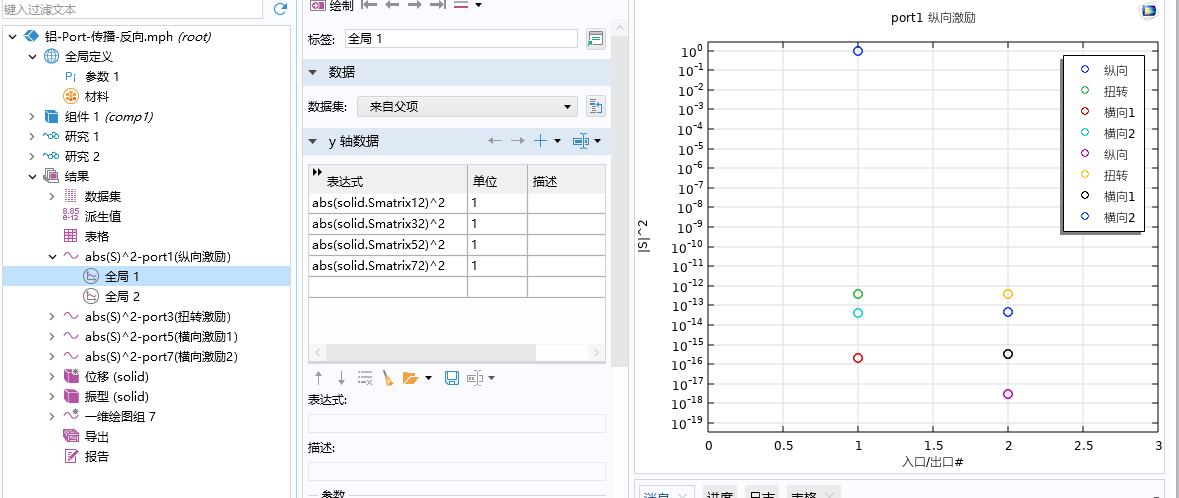 键入过滤文本
铝-Port-传播-反向.mph (root)
全局定义
Pi 参数 1
材料
组件 1 (comp1)
研究 1
研究 2
结果
数据集
8.85
e-12
派生值
表格
abs(S)^2-port1(纵向激励)
全局 1
全局 2
abs(S)^2-port3(扭转激励)
abs(S)^2-port5(横向激励1)
abs(S)^2-port7(横向激励2)
位移 (solid)
振型 (solid)
一维绘图组 7
导出
报告
绘制
标签: 全局 1
数据
数据集: 来自父项
y 轴数据
表达式 单位 描述
abs(solid.Smatrix12)^2 1
abs(solid.Smatrix32)^2 1
abs(solid.Smatrix52)^2 1
abs(solid.Smatrix72)^2 1
表达式:
描述:
参数
port1 纵向激励
10^0
10^-1
10^-2
10^-3
10^-4
10^-5
10^-6
10^-7
10^-8
10^-9
10^-10
10^-11
10^-12
10^-13
10^-14
10^-15
10^-16
10^-17
10^-18
10^-19
|S|^2
0 0.5 1 1.5 2 2.5 3
入口/出口#
纵向
扭转
横向1
横向2
纵向
扭转
横向1
横向2
消息 进度 日志 表格